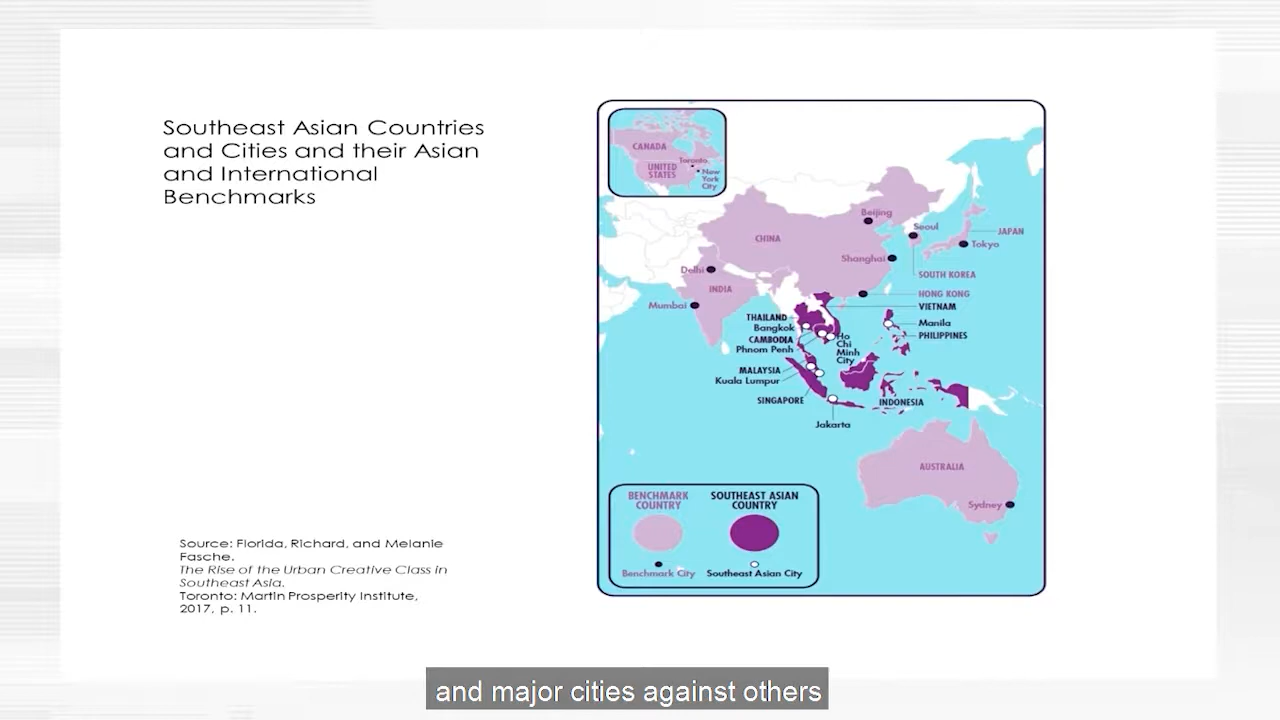 Southeast Asian Countries
and Cities and their Asian
and International
Benchmarks
Source: Florida, Richard, and Melanie
Fasche.
The Rise of the Urban Creative Class in
Southeast Asia.
Toronto: Martin Prosperity Institute,
2017, p. 11.
CANADA
Toronto
UNITED
STATES
New
York
City
Beijing
Seoul
JAPAN
CHINA
Tokyo
Shanghai
Delhi
SOUTH KOREA
INDIA
HONG KONG
Mumbai
VIETNAM
THAILAND
Manila
Bangkok
PHILIPPINES
CAMBODIA
Ho
Chi
Minh
City
Phnom Penh
MALAYSIA
Kuala Lumpur
SINGAPORE
INDONESIA
Jakarta
AUSTRALIA
Sydney
BENCHMARK
COUNTRY
SOUTHEAST ASIAN
COUNTRY
Benchmark City
Southeast Asian City
and major cities against others